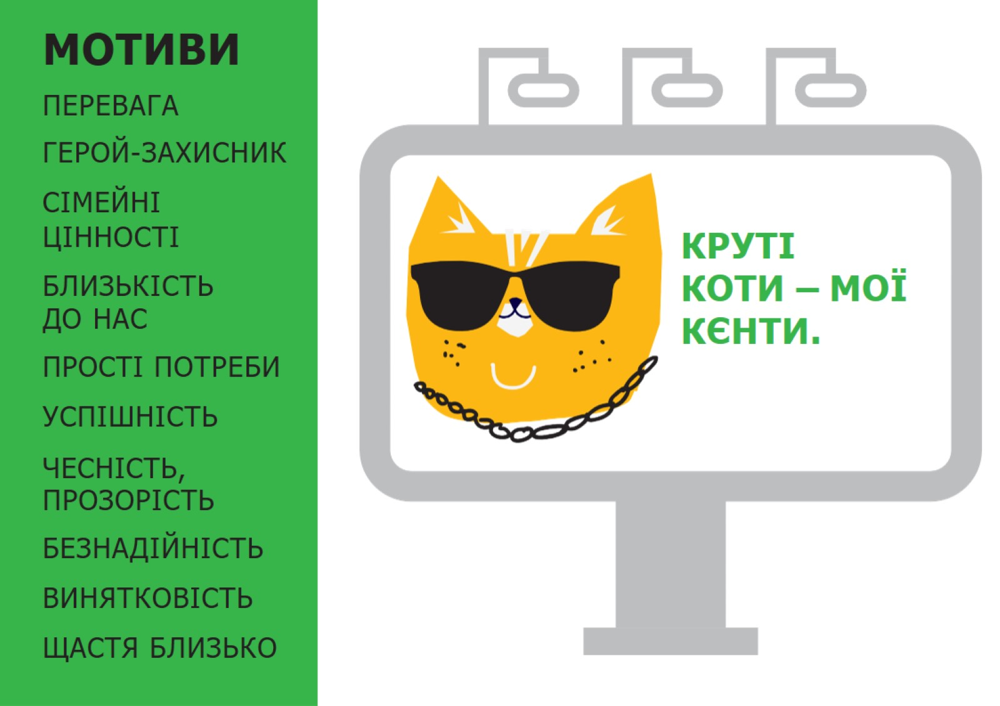 МОТИВИ
ПЕРЕВАГА
ГЕРОЙ-ЗАХИСНИК
СІМЕЙНІ
ЦІННОСТІ
БЛИЗЬКІСТЬ
ДО НАС
ПРОСТІ ПОТРЕБИ
УСПІШНІСТЬ
ЧЕСНІСТЬ,
ПРОЗОРІСТЬ
БЕЗНАДІЙНІСТЬ
ВИНЯТКОВІСТЬ
ЩАСТЯ БЛИЗЬКО
КРУТІ
КОТИ – МОЇ
КЄНТИ.